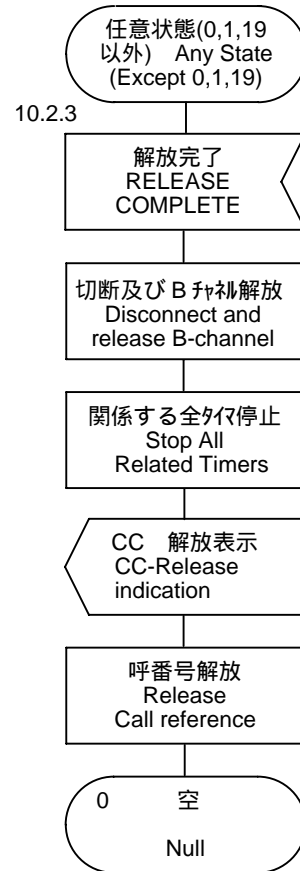 任意状態(0,1,19
以外) Any State
(Except 0,1,19)
10.2.3
解放完了
RELEASE
COMPLETE
切断及びBﾁｬﾈﾙ解放
Disconnect and
release B-channel
関係する全ﾀｲﾏ停止
Stop All
Related Timers
CC 解放表示
CC-Release
indication
呼番号解放
Release
Call reference
0 空
Null